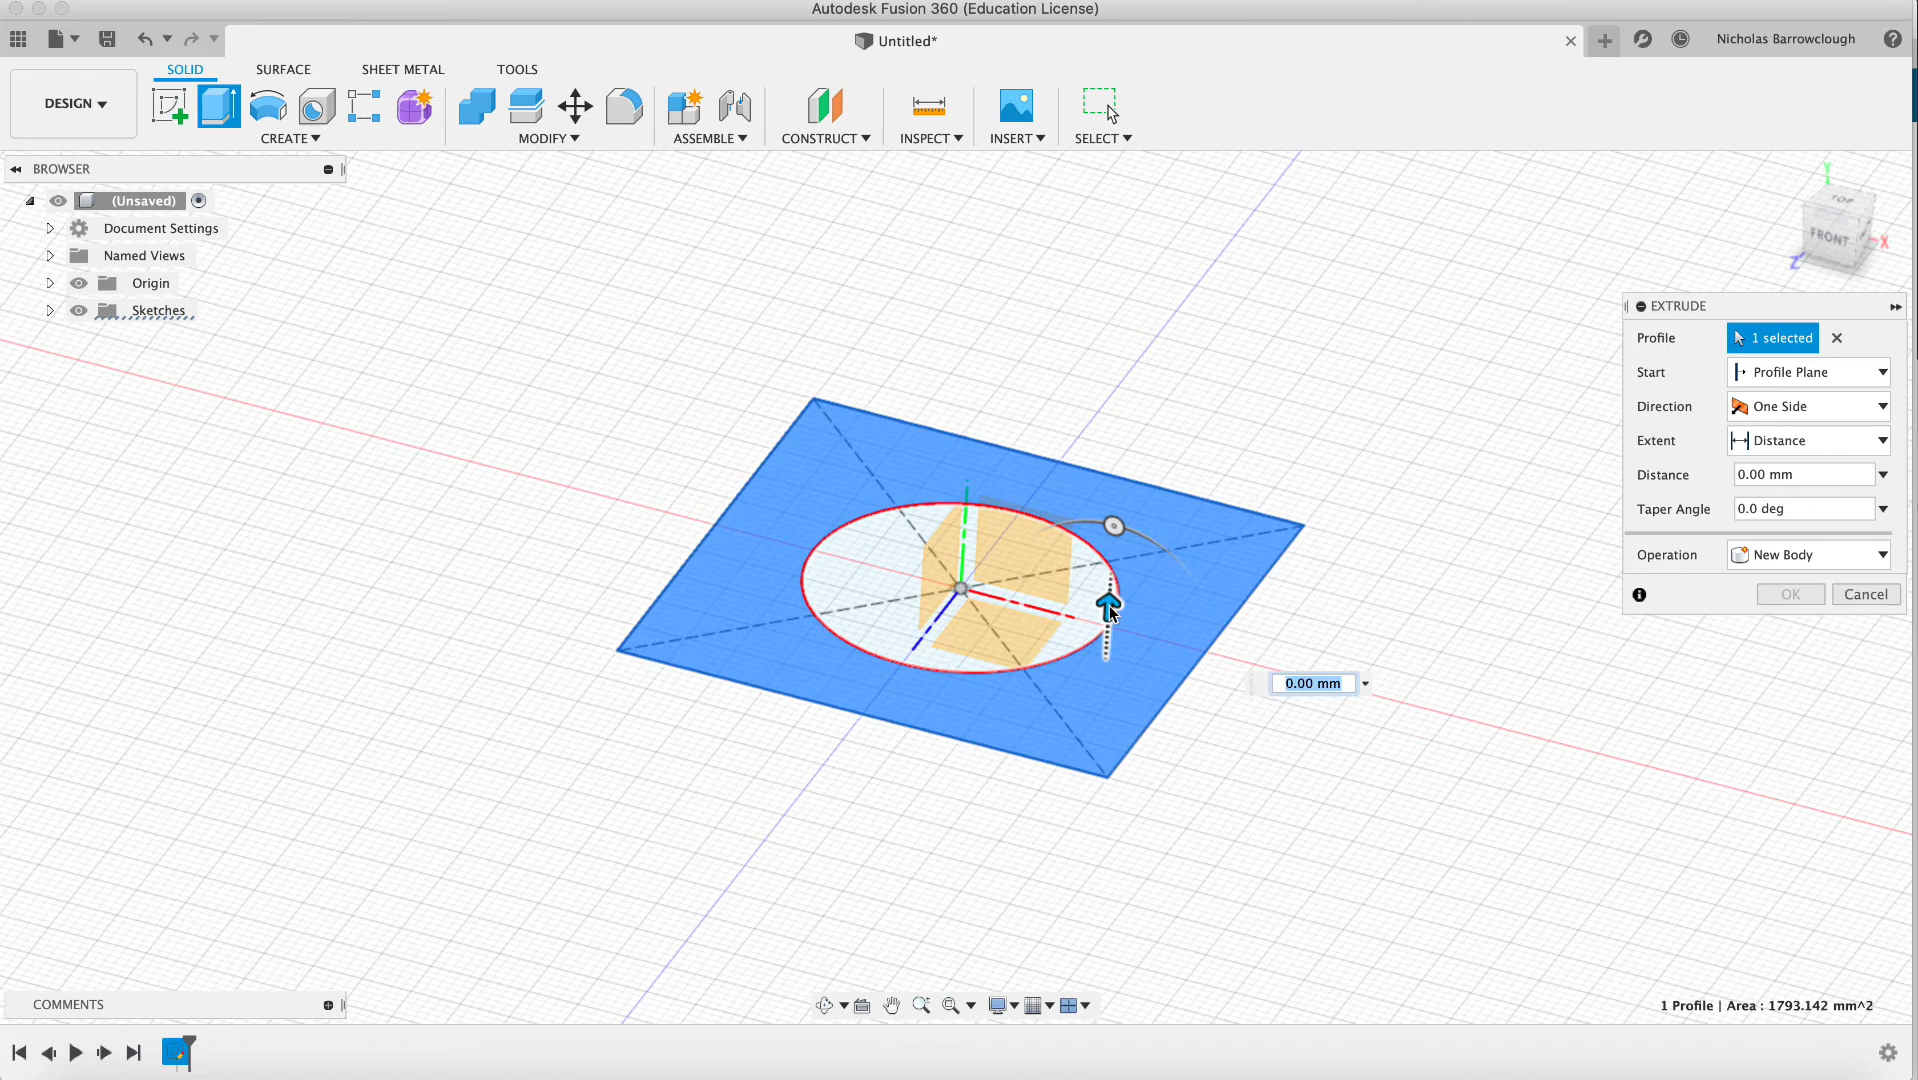 Autodesk Fusion 360 (Education License)
Untitled*
Nicholas Barrowclough
DESIGN
SOLID
SURFACE
SHEET METAL
TOOLS
CREATE
MODIFY
ASSEMBLE
CONSTRUCT
INSPECT
INSERT
SELECT
BROWSER
(Unsaved)
Document Settings
Named Views
Origin
Sketches
Y
TOP
FRONT
X
Z
EXTRUDE
Profile 1 selected
Start Profile Plane
Direction One Side
Extent Distance
Distance 0.00 mm
Taper Angle 0.0 deg
Operation New Body
OK Cancel
0.00 mm
COMMENTS
1 Profile | Area : 1793.142 mm^2